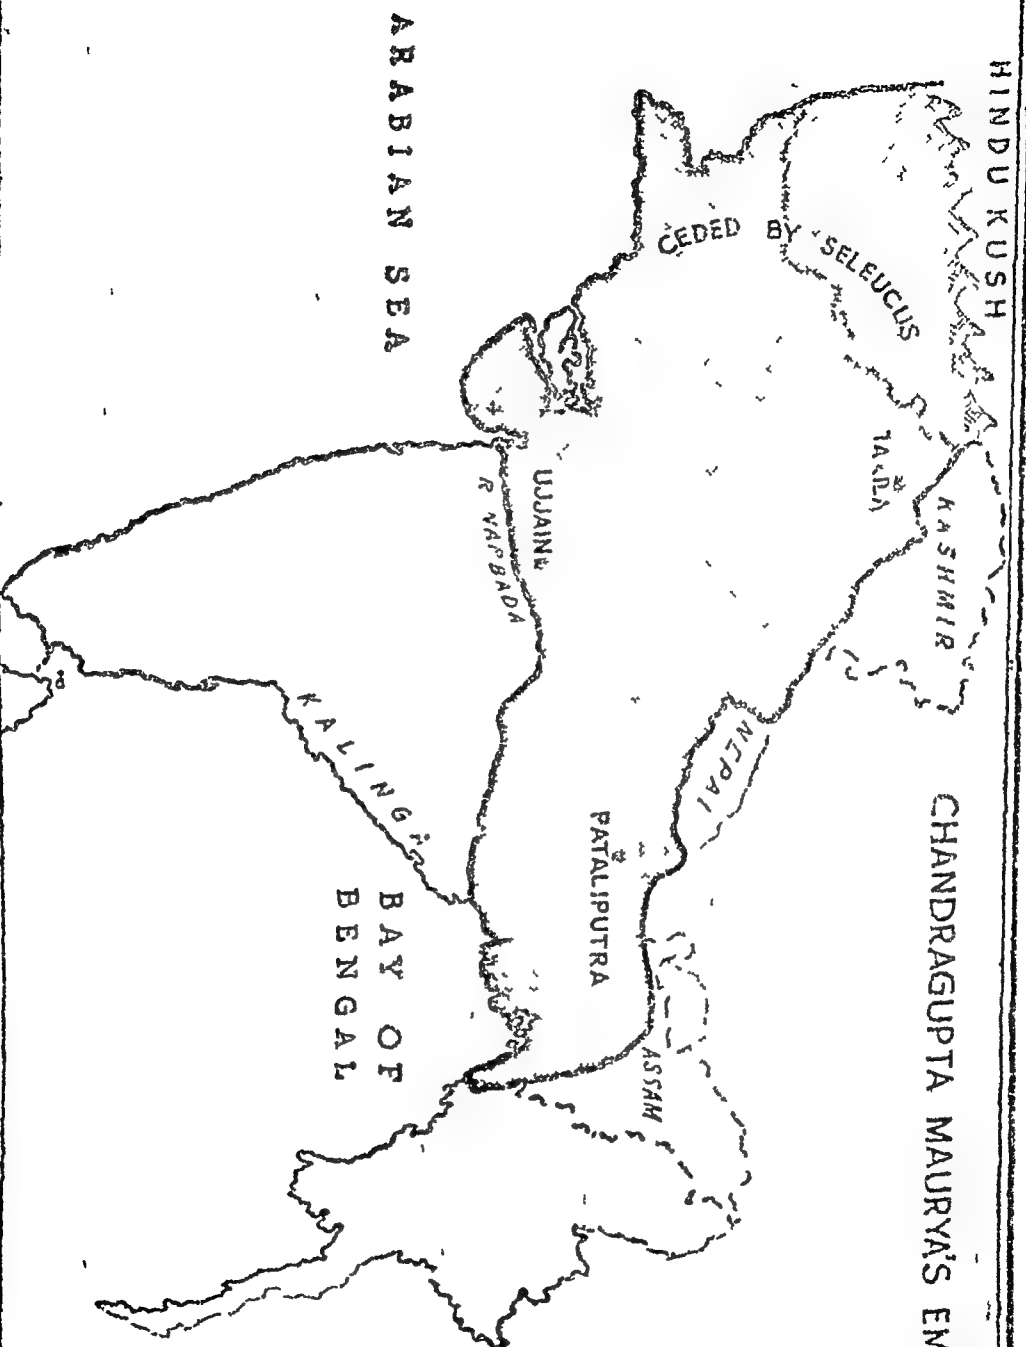 CHANDRAGUPTA MAURYA'S EM
HINDU KUSH
KASHMIR
CEDED BY SELEUCUS
NEPAL
ASSAM
PATALIPUTRA
UJJAIN
R NARBADA
KALINGA
ARABIAN SEA
BAY OF
BENGAL